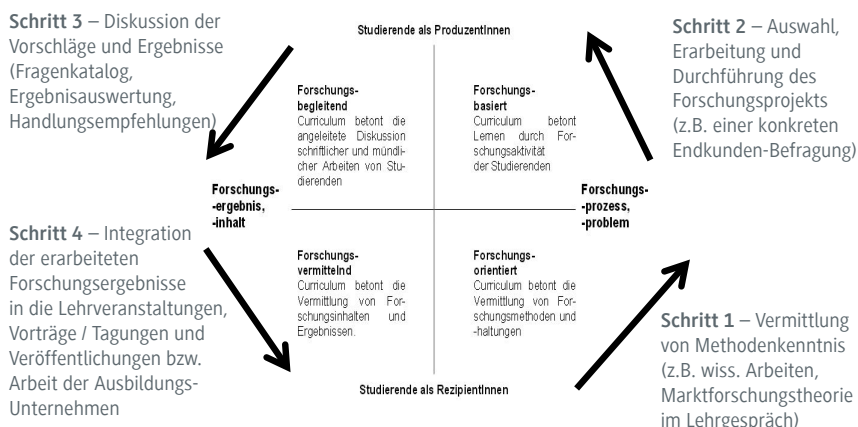 Schritt 3 – Diskussion der
Vorschläge und Ergebnisse
(Fragenkatalog,
Ergebnisauswertung,
Handlungsempfehlungen)
Studierende als ProduzentInnen
Schritt 2 – Auswahl,
Erarbeitung und
Durchführung des
Forschungsprojekts
(z.B. einer konkreten
Endkunden-Befragung)
Forschungs-
begleitend
Curriculum betont die
angeleitete Diskussion
schriftlicher und mündli-
cher Arbeiten von Stu-
dierenden
Forschungs-
basiert
Curriculum betont
Lernen durch For-
schungsaktivität
der Studierenden
Forschungs-
-ergebnis,
-inhalt
Forschungs-
-prozess,
-problem
Schritt 4 – Integration
der erarbeiteten
Forschungsergebnisse
in die Lehrveranstaltungen,
Vorträge / Tagungen und
Veröffentlichungen bzw.
Arbeit der Ausbildungs-
Unternehmen
Forschungs-
vermittelnd
Curriculum betont die
Vermittlung von For-
schungsinhalten und
Ergebnissen.
Forschungs-
orientiert
Curriculum betont die
Vermittlung von For-
schungsmethoden und
-haltungen
Studierende als RezipientInnen
Schritt 1 – Vermittlung
von Methodenkenntnis
(z.B. wiss. Arbeiten,
Marktforschungstheorie
im Lehrgespräch)